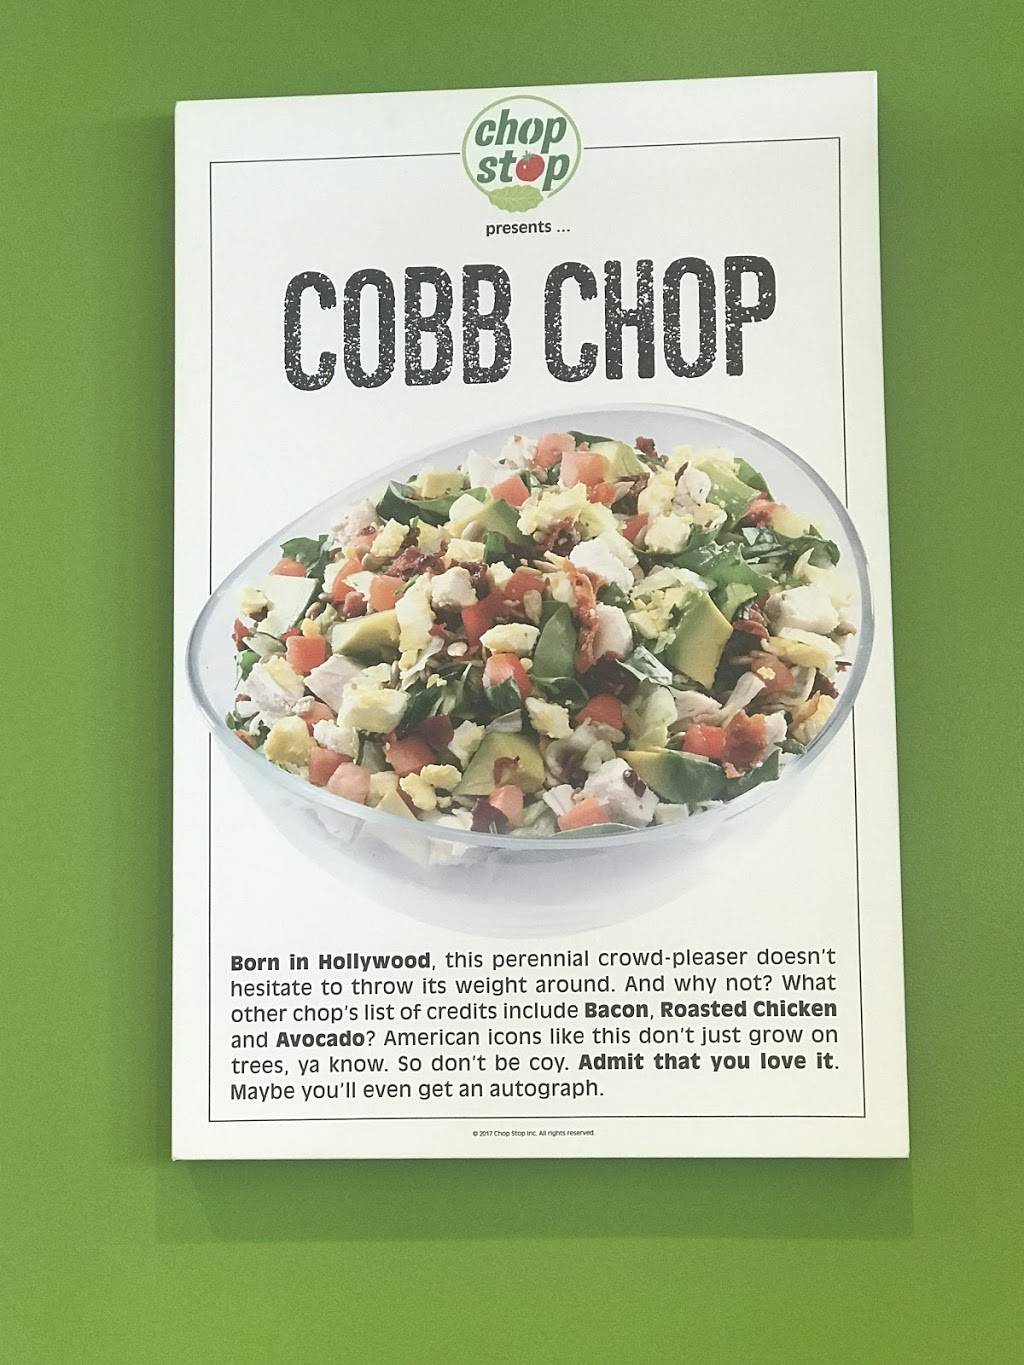 chop
stop
presents ...
COBB CHOP
Born in Hollywood, this perennial crowd-pleaser doesn't
hesitate to throw its weight around. And why not? What
other chop's list of credits include Bacon, Roasted Chicken
and Avocado? American icons like this don't just grow on
trees, ya know. So don't be coy. Admit that you love it.
Maybe you'll even get an autograph.
© 2017 Chop Stop Inc. All rights reserved.